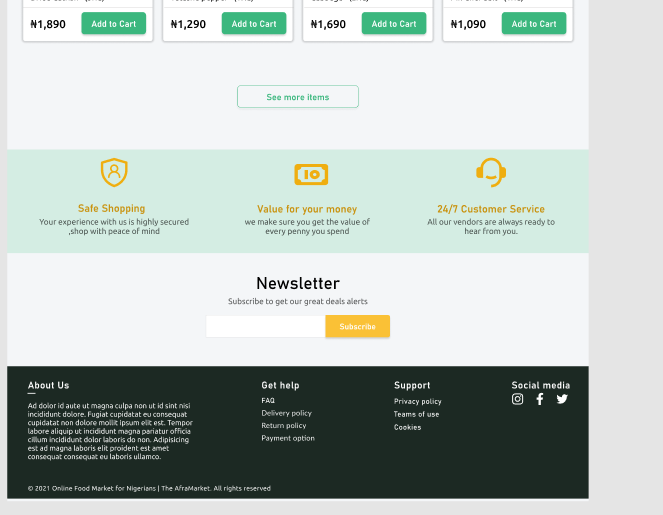 ₦1,890 Add to Cart ₦1,290 Add to Cart ₦1,690 Add to Cart ₦1,090 Add to Cart
See more items
Safe Shopping
Your experience with us is highly secured
,shop with peace of mind
Value for your money
we make sure you get the value of
every penny you spend
24/7 Customer Service
All our vendors are always ready to
hear from you.
Newsletter
Subscribe to get our great deals alerts
Subscribe
About Us
Ad dolor id aute ut magna culpa non ut id sint nisi
incididunt dolore. Fugiat cupidatat eu consequat
cupidatat non dolore mollit ipsum elit est. Tempor
labore aliquip ut incididunt magna pariatur officia
cillum incididunt dolor laboris do non. Adipisicing
est ad magna laboris elit proident est amet
consequat consequat eu laboris ullamco.
Get help
FAQ
Delivery policy
Return policy
Payment option
Support
Privacy policy
Teams of use
Cookies
Social media
© 2021 Online Food Market for Nigerians | The AfraMarket. All rights reserved